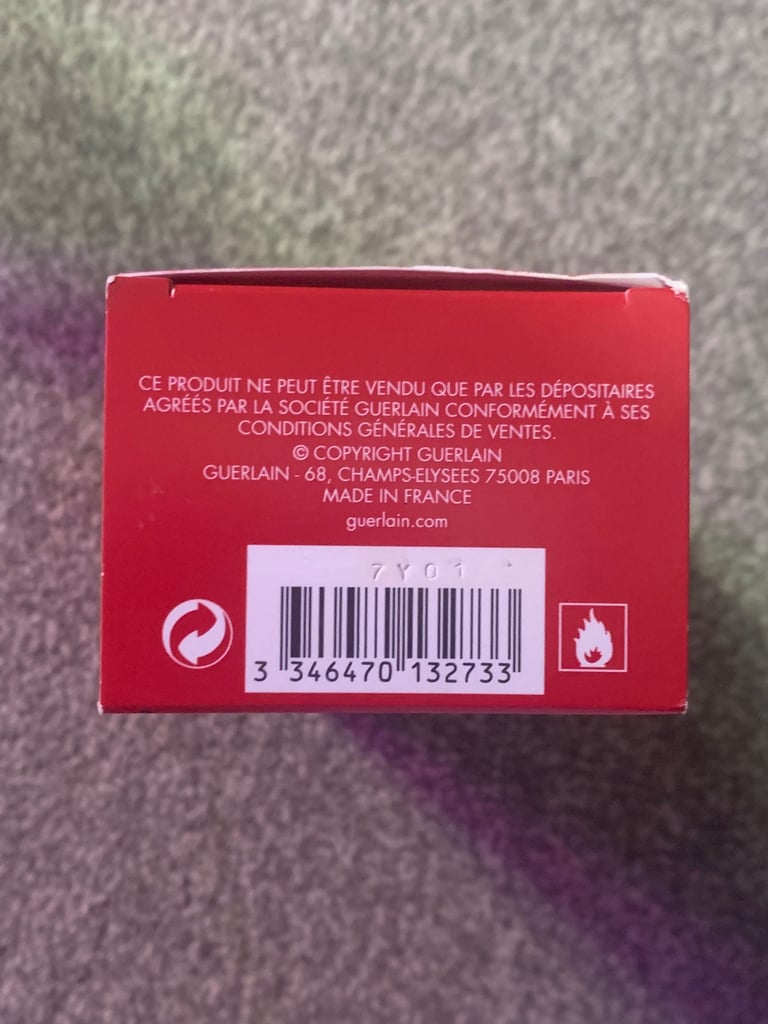 CE PRODUIT NE PEUT ÊTRE VENDU QUE PAR LES DÉPOSITAIRES
AGRÉÉS PAR LA SOCIÉTÉ GUERLAIN CONFORMÉMENT À SES
CONDITIONS GÉNÉRALES DE VENTES.
© COPYRIGHT GUERLAIN
GUERLAIN - 68, CHAMPS-ELYSEES 75008 PARIS
MADE IN FRANCE
guerlain.com
7Y01
3 346470 132733